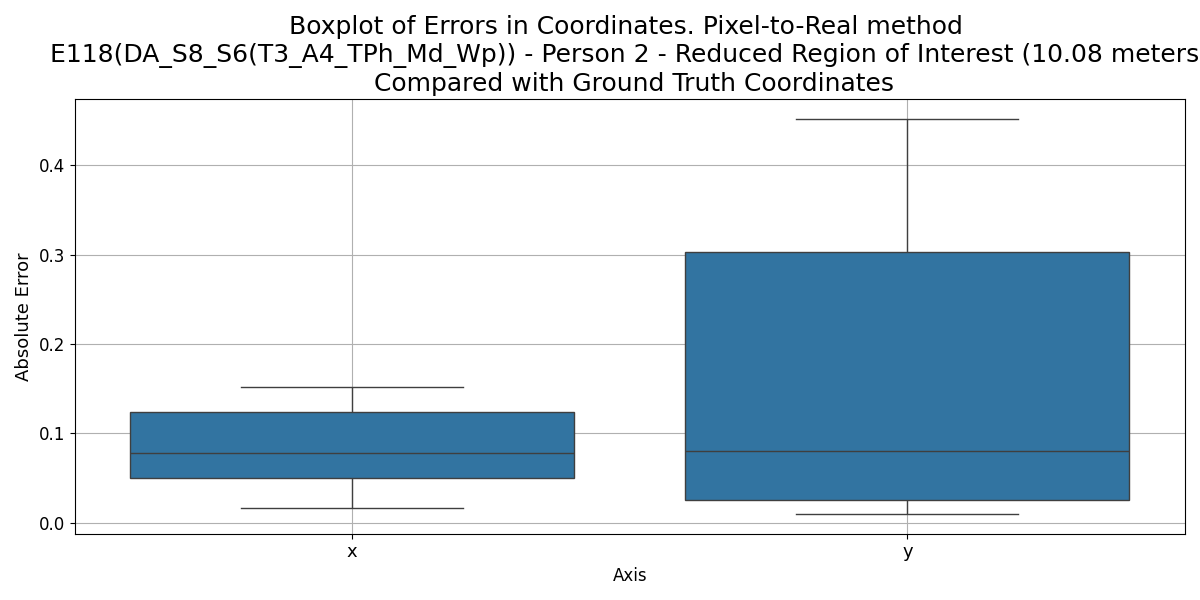 Boxplot of Errors in Coordinates. Pixel-to-Real method
E118(DA_S8_S6(T3_A4_TPh_Md_Wp)) - Person 2 - Reduced Region of Interest (10.08 meters
Compared with Ground Truth Coordinates
Absolute Error
0.4
0.3
0.2
0.1
0.0
x y
Axis